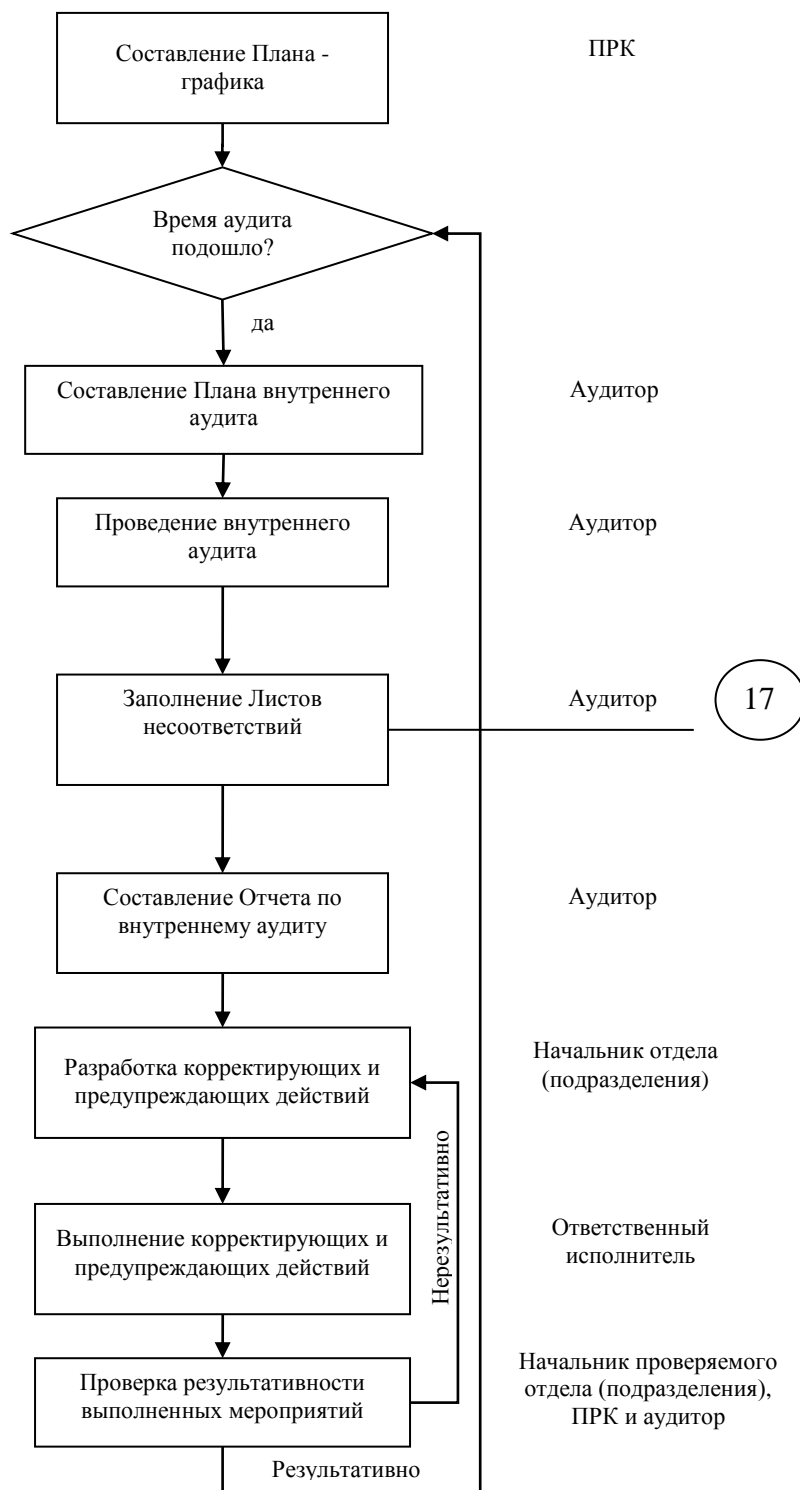 Составление Плана -
графика
ПРК
Время аудита
подошло?
да
Составление Плана внутреннего
аудита
Аудитор
Проведение внутреннего
аудита
Аудитор
Заполнение Листов
несоответствий
Аудитор
17
Составление Отчета по
внутреннему аудиту
Аудитор
Разработка корректирующих и
предупреждающих действий
Начальник отдела
(подразделения)
Нерезультативно
Выполнение корректирующих и
предупреждающих действий
Ответственный
исполнитель
Проверка результативности
выполненных мероприятий
Начальник проверяемого
отдела (подразделения),
ПРК и аудитор
Результативно